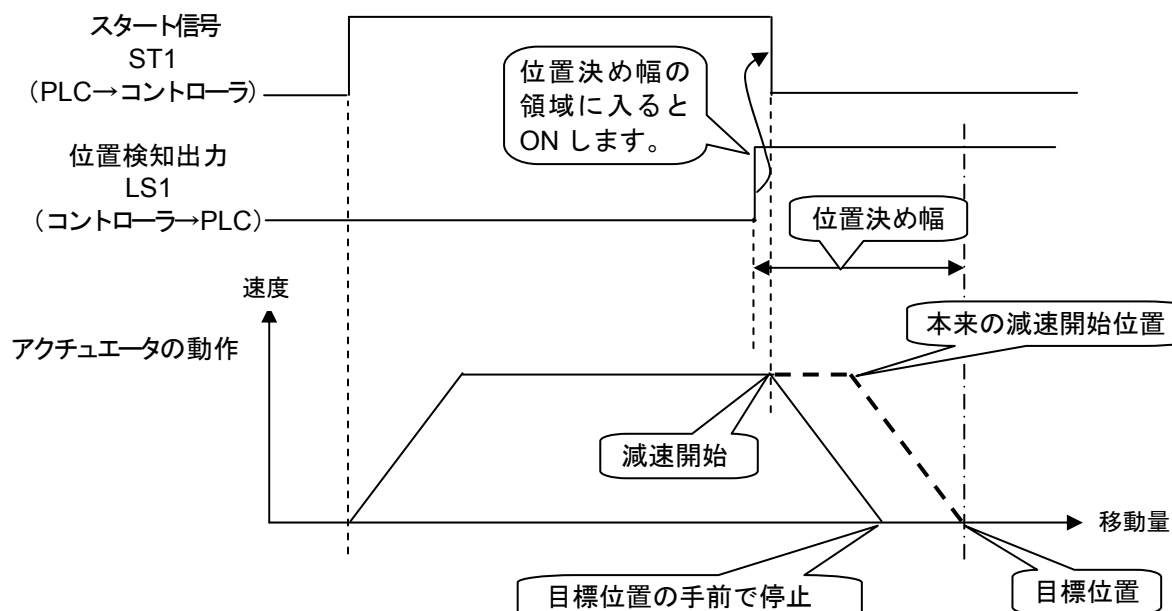 スタート信号
ST1
（PLC→コントローラ）
位置決め幅の
領域に入ると
ON します。
位置検知出力
LS1
（コントローラ→PLC）
位置決め幅
速度
本来の減速開始位置
アクチュエータの動作
減速開始
移動量
目標位置の手前で停止
目標位置